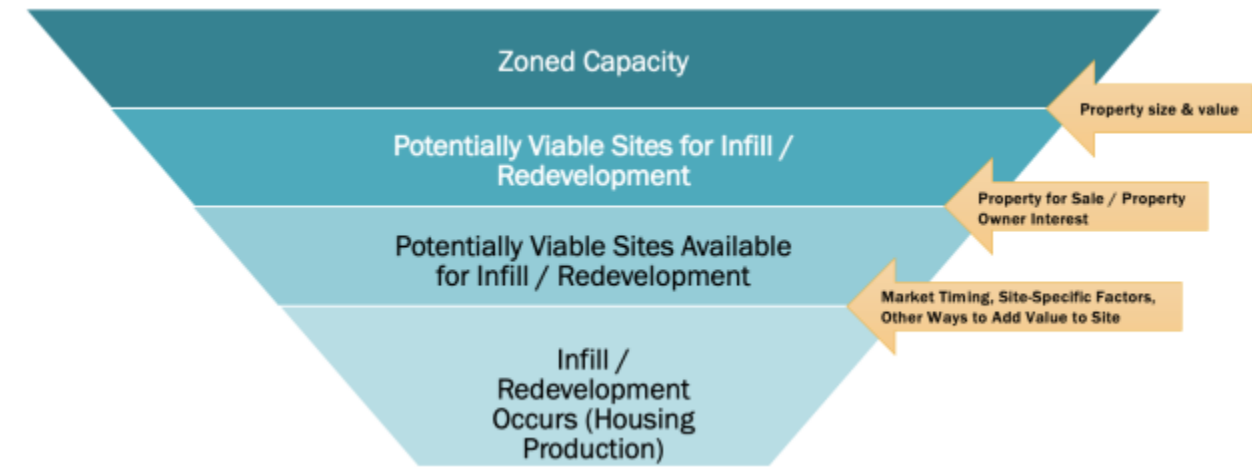 Zoned Capacity
Property size & value
Potentially Viable Sites for Infill /
Redevelopment
Property for Sale / Property
Owner Interest
Potentially Viable Sites Available
for Infill / Redevelopment
Market Timing, Site-Specific Factors,
Other Ways to Add Value to Site
Infill /
Redevelopment
Occurs (Housing
Production)